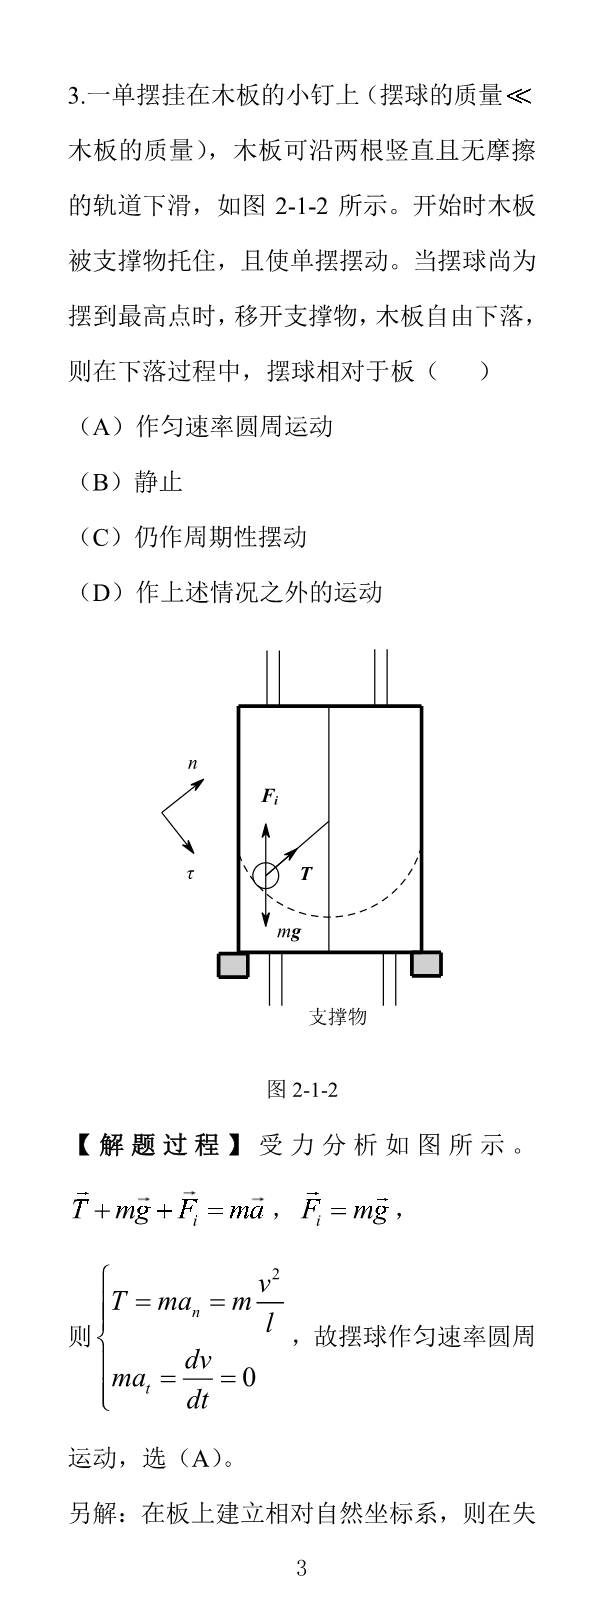 3.一单摆挂在木板的小钉上（摆球的质量≪
木板的质量），木板可沿两根竖直且无摩擦
的轨道下滑，如图 2-1-2 所示。开始时木板
被支撑物托住，且使单摆摆动。当摆球尚为
摆到最高点时，移开支撑物，木板自由下落，
则在下落过程中，摆球相对于板（ ）
（A）作匀速率圆周运动
（B）静止
（C）仍作周期性摆动
（D）作上述情况之外的运动
n
F_i
τ
T
mg
支撑物
图 2-1-2
【解题过程】受力分析如图所示。
\vec{T}+m\vec{g}+\vec{F}_i=m\vec{a}，\vec{F}_i=m\vec{g}，
则 { T=ma_n=m\frac{v^2}{l}
ma_t=\frac{dv}{dt}=0 ，故摆球作匀速率圆周
运动，选（A）。
另解：在板上建立相对自然坐标系，则在失
3